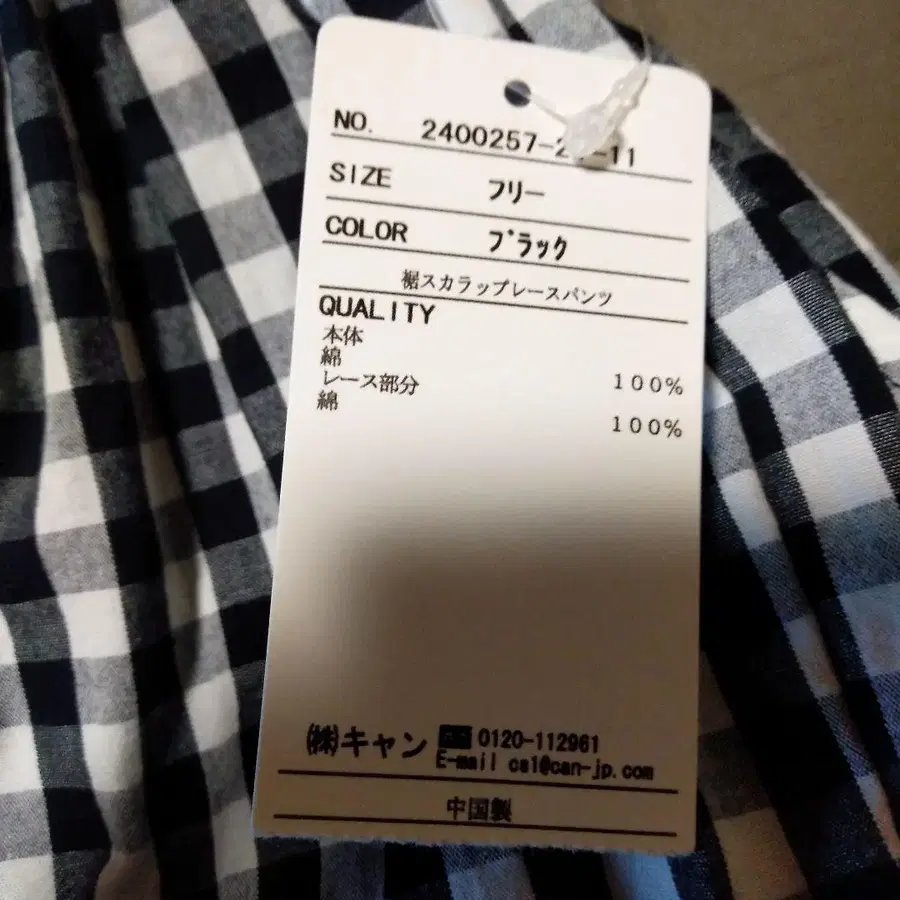 NO. 2400257-2 -11
SIZE フリー
COLOR ブラック
裾スカラップレースパンツ
QUALITY
本体
綿 100%
レース部分
綿 100%
㈱キャン 0120-112961
E-mail cs1@can-jp.com
中国製